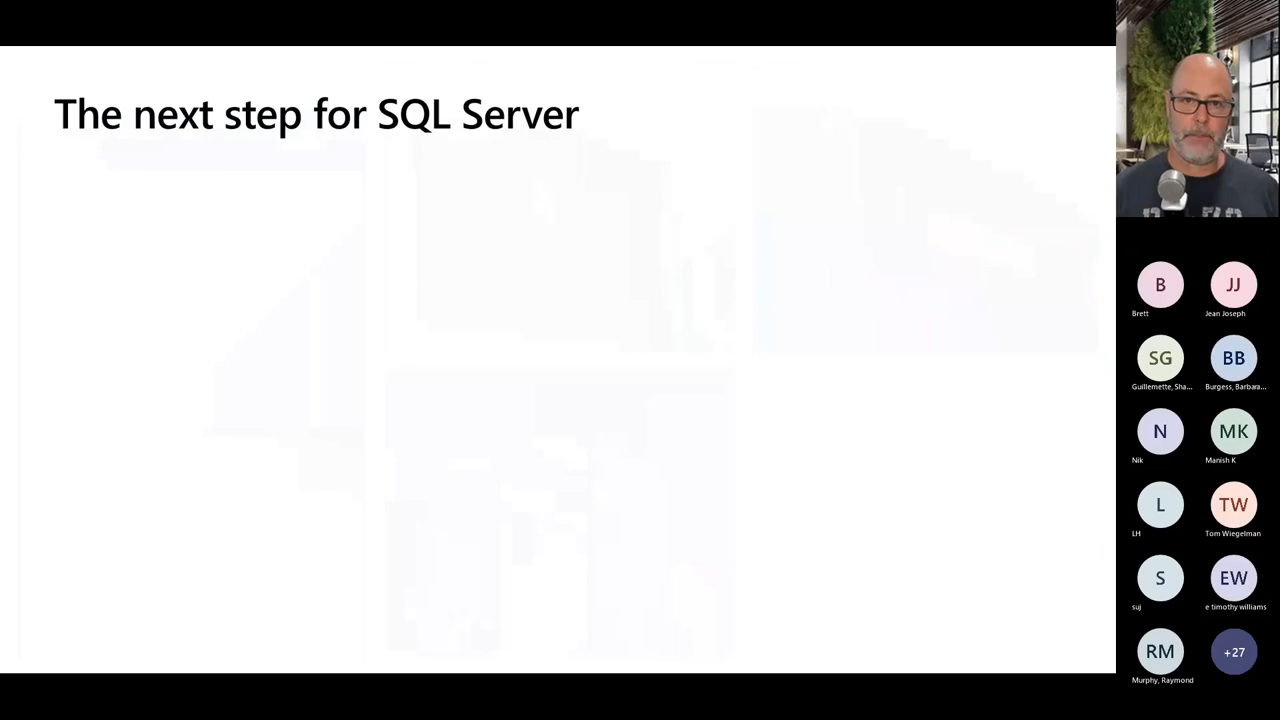 The next step for SQL Server
B
JJ
Brett
Jean Joseph
SG
BB
Guillemette, Sha...
Burgess, Barbara...
N
MK
Nik
Manish K
L
TW
LH
Tom Wiegelman
S
EW
suj
e timothy williams
RM
+27
Murphy, Raymond